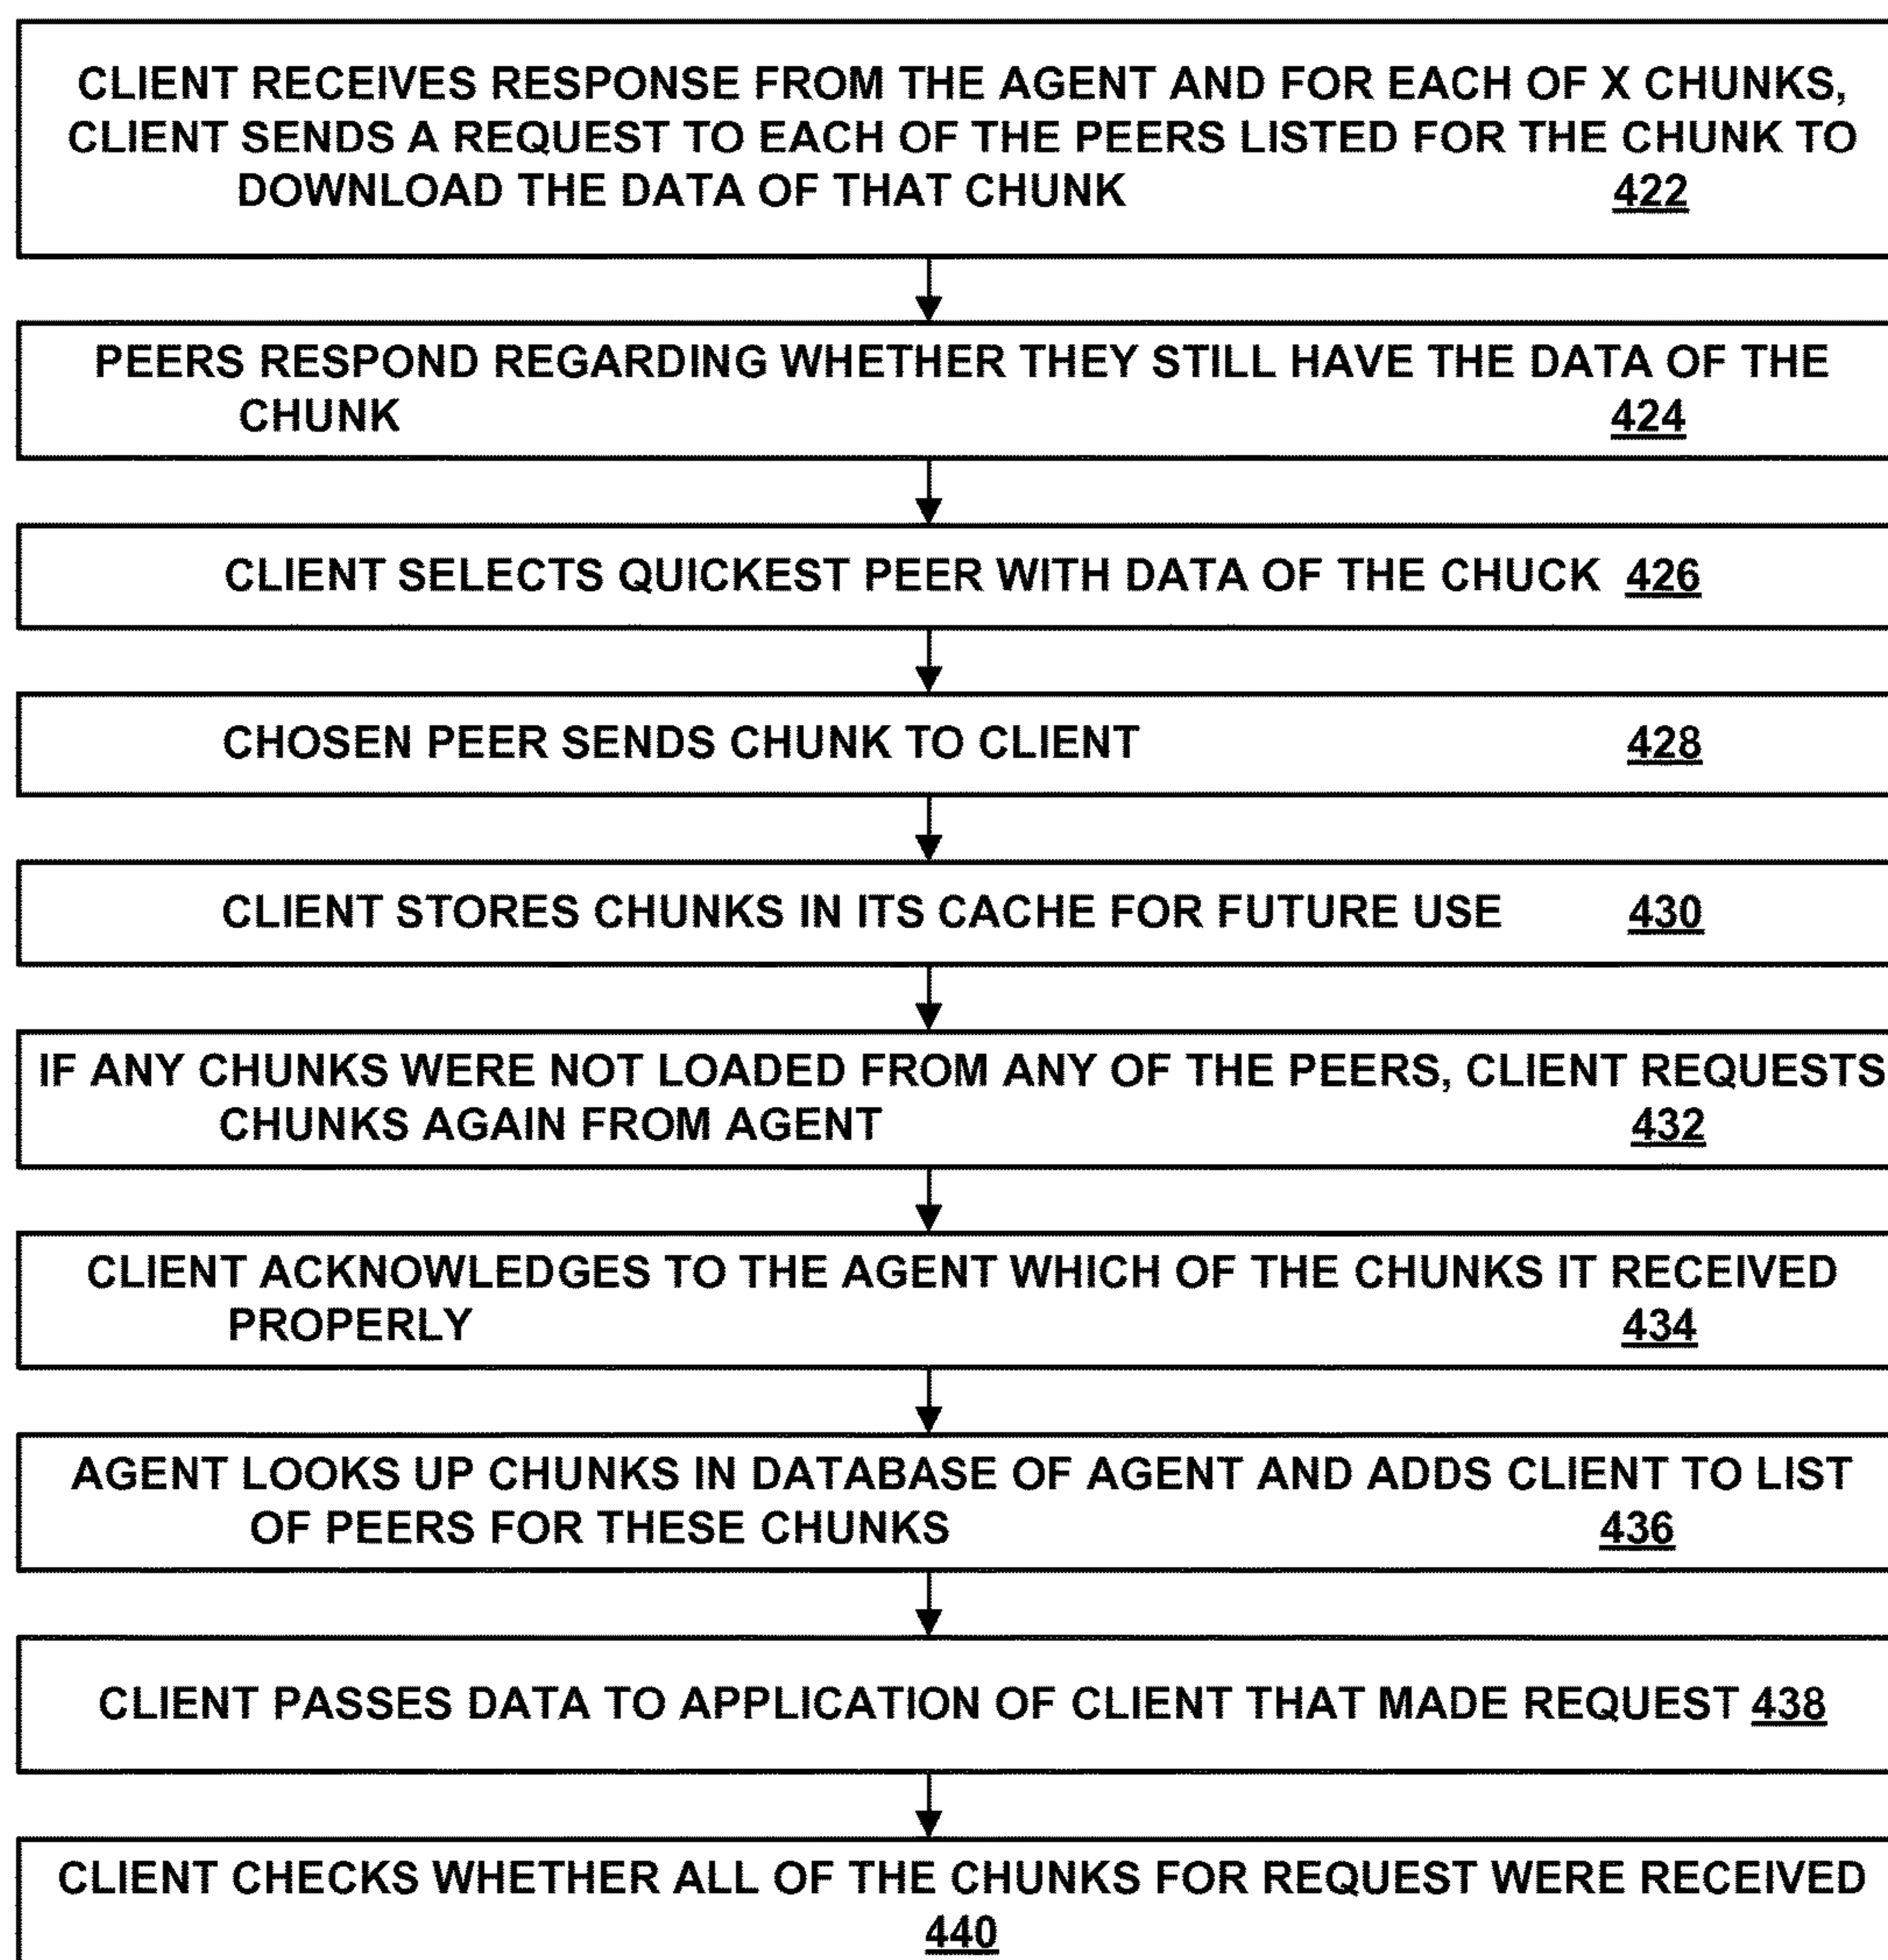 CLIENT RECEIVES RESPONSE FROM THE AGENT AND FOR EACH OF X CHUNKS,
CLIENT SENDS A REQUEST TO EACH OF THE PEERS LISTED FOR THE CHUNK TO
DOWNLOAD THE DATA OF THAT CHUNK 422
PEERS RESPOND REGARDING WHETHER THEY STILL HAVE THE DATA OF THE
CHUNK 424
CLIENT SELECTS QUICKEST PEER WITH DATA OF THE CHUCK 426
CHOSEN PEER SENDS CHUNK TO CLIENT 428
CLIENT STORES CHUNKS IN ITS CACHE FOR FUTURE USE 430
IF ANY CHUNKS WERE NOT LOADED FROM ANY OF THE PEERS, CLIENT REQUESTS
CHUNKS AGAIN FROM AGENT 432
CLIENT ACKNOWLEDGES TO THE AGENT WHICH OF THE CHUNKS IT RECEIVED
PROPERLY 434
AGENT LOOKS UP CHUNKS IN DATABASE OF AGENT AND ADDS CLIENT TO LIST
OF PEERS FOR THESE CHUNKS 436
CLIENT PASSES DATA TO APPLICATION OF CLIENT THAT MADE REQUEST 438
CLIENT CHECKS WHETHER ALL OF THE CHUNKS FOR REQUEST WERE RECEIVED
440